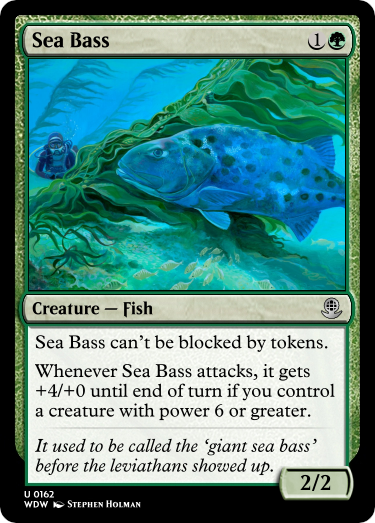 Sea Bass 1
Creature — Fish
Sea Bass can't be blocked by tokens.
Whenever Sea Bass attacks, it gets
+4/+0 until end of turn if you control
a creature with power 6 or greater.
It used to be called the ‘giant sea bass’
before the leviathans showed up.
2/2
U 0162
WDW STEPHEN HOLMAN